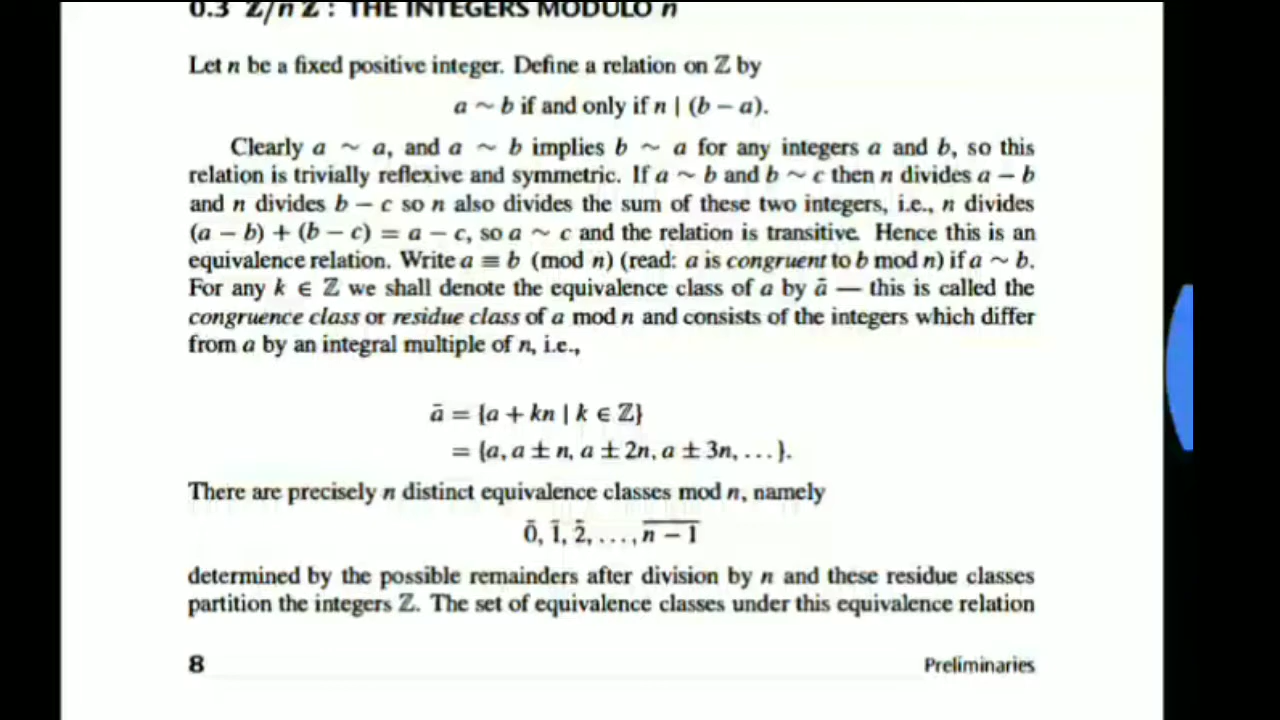 0.3 Z/nZ : THE INTEGERS MODULO n
Let n be a fixed positive integer. Define a relation on ℤ by
a ∼ b if and only if n | (b − a).
Clearly a ∼ a, and a ∼ b implies b ∼ a for any integers a and b, so this
relation is trivially reflexive and symmetric. If a ∼ b and b ∼ c then n divides a − b
and n divides b − c so n also divides the sum of these two integers, i.e., n divides
(a − b) + (b − c) = a − c, so a ∼ c and the relation is transitive. Hence this is an
equivalence relation. Write a ≡ b (mod n) (read: a is congruent to b mod n) if a ∼ b.
For any k ∈ ℤ we shall denote the equivalence class of a by ā — this is called the
congruence class or residue class of a mod n and consists of the integers which differ
from a by an integral multiple of n, i.e.,
ā = {a + kn | k ∈ ℤ}
= {a, a ± n, a ± 2n, a ± 3n, . . . }.
There are precisely n distinct equivalence classes mod n, namely
0̄, 1̄, 2̄, . . . , n̅ ̅−̅ ̅1̅
determined by the possible remainders after division by n and these residue classes
partition the integers ℤ. The set of equivalence classes under this equivalence relation
8 Preliminaries